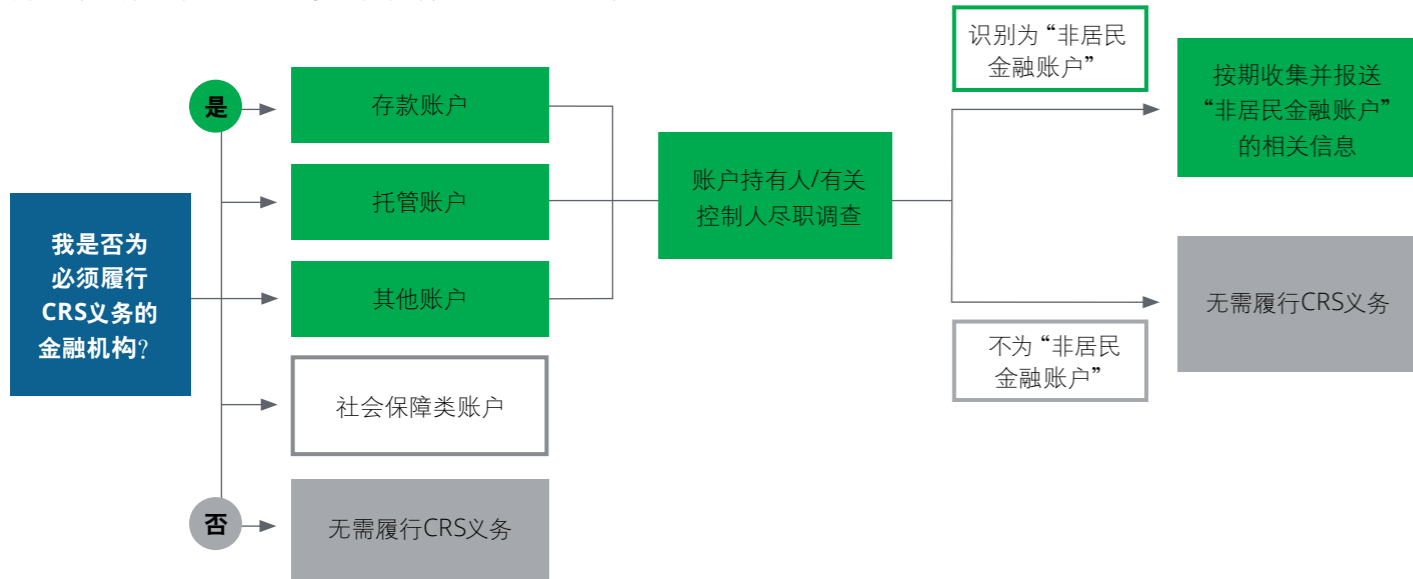 我是否为
必须履行
CRS义务的
金融机构?
是
否
存款账户
托管账户
其他账户
社会保障类账户
无需履行CRS义务
账户持有人/有关
控制人尽职调查
识别为“非居民
金融账户”
不为“非居民
金融账户”
按期收集并报送
“非居民金融账户”
的相关信息
无需履行CRS义务